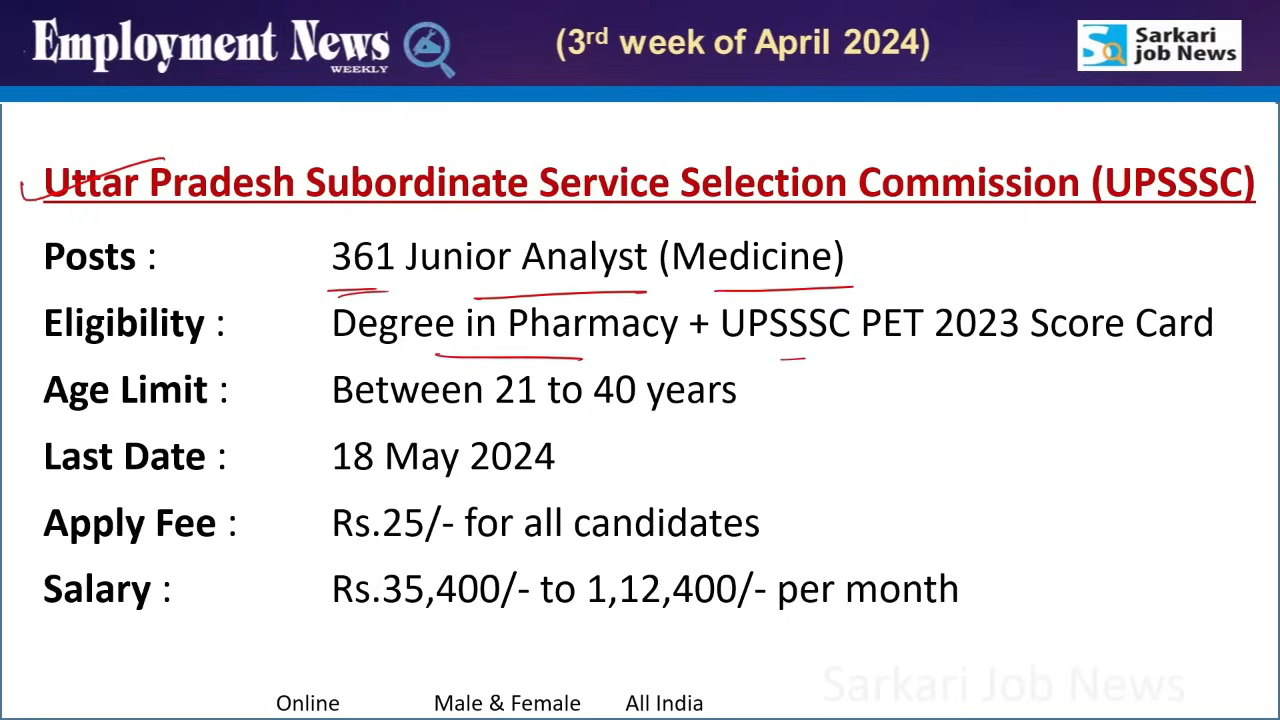 Employment News
WEEKLY
(3rd week of April 2024)
Sarkari
Job News
Uttar Pradesh Subordinate Service Selection Commission (UPSSSC)
Posts : 361 Junior Analyst (Medicine)
Eligibility : Degree in Pharmacy + UPSSSC PET 2023 Score Card
Age Limit : Between 21 to 40 years
Last Date : 18 May 2024
Apply Fee : Rs.25/- for all candidates
Salary : Rs.35,400/- to 1,12,400/- per month
Sarkari Job News
Online Male & Female All India